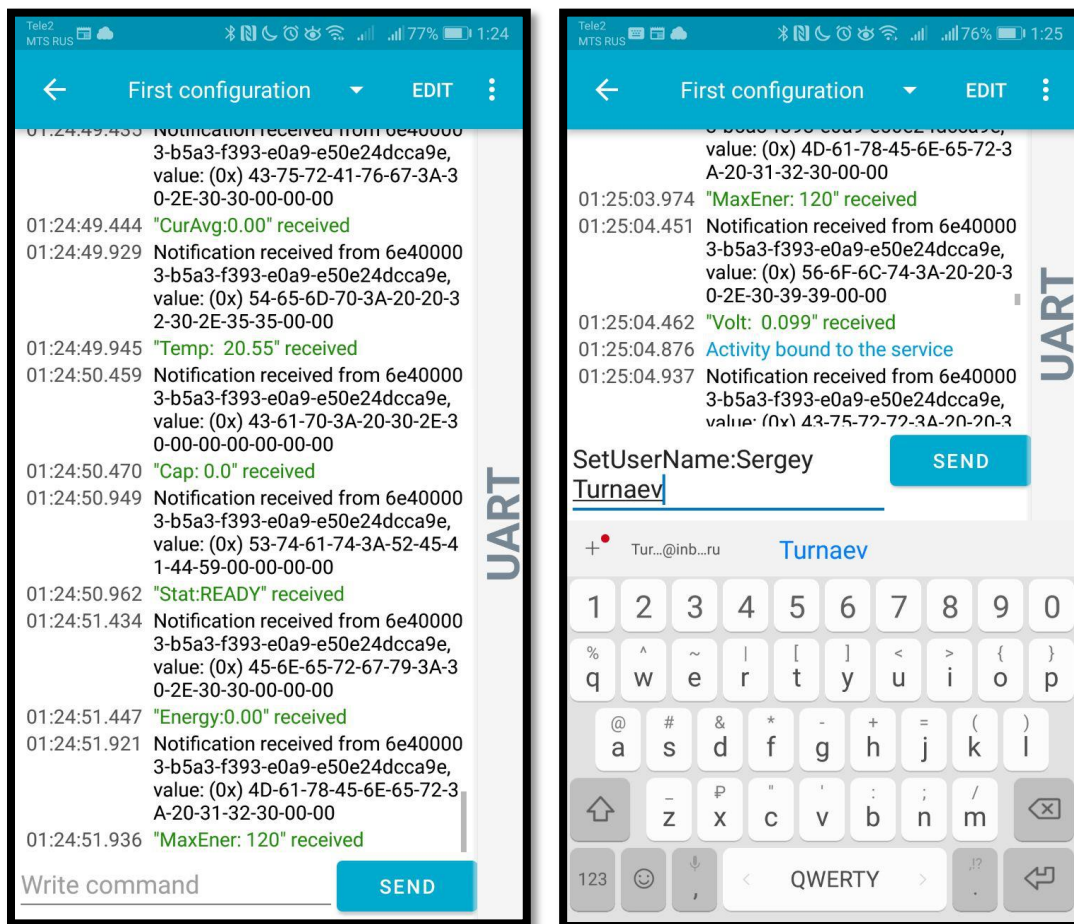 Tele2
MTS RUS
77%
1:24
First configuration
EDIT
01:24:49.435 Notification received from 6e40000
3-b5a3-f393-e0a9-e50e24dcca9e,
value: (0x) 43-75-72-41-76-67-3A-3
0-2E-30-30-00-00-00
01:24:49.444 "CurAvg:0.00" received
01:24:49.929 Notification received from 6e40000
3-b5a3-f393-e0a9-e50e24dcca9e,
value: (0x) 54-65-6D-70-3A-20-20-3
2-30-2E-35-35-00-00
01:24:49.945 "Temp:  20.55" received
01:24:50.459 Notification received from 6e40000
3-b5a3-f393-e0a9-e50e24dcca9e,
value: (0x) 43-61-70-3A-20-30-2E-3
0-00-00-00-00-00-00
01:24:50.470 "Cap: 0.0" received
01:24:50.949 Notification received from 6e40000
3-b5a3-f393-e0a9-e50e24dcca9e,
value: (0x) 53-74-61-74-3A-52-45-4
1-44-59-00-00-00-00
01:24:50.962 "Stat:READY" received
01:24:51.434 Notification received from 6e40000
3-b5a3-f393-e0a9-e50e24dcca9e,
value: (0x) 45-6E-65-72-67-79-3A-3
0-2E-30-30-00-00-00
01:24:51.447 "Energy:0.00" received
01:24:51.921 Notification received from 6e40000
3-b5a3-f393-e0a9-e50e24dcca9e,
value: (0x) 4D-61-78-45-6E-65-72-3
A-20-31-32-30-00-00
01:24:51.936 "MaxEner: 120" received
UART
Write command
SEND
Tele2
MTS RUS
76%
1:25
First configuration
EDIT
3-b5a3-f393-e0a9-e50e24dcca9e,
value: (0x) 4D-61-78-45-6E-65-72-3
A-20-31-32-30-00-00
01:25:03.974 "MaxEner: 120" received
01:25:04.451 Notification received from 6e40000
3-b5a3-f393-e0a9-e50e24dcca9e,
value: (0x) 56-6F-6C-74-3A-20-20-3
0-2E-30-39-39-00-00
01:25:04.462 "Volt:  0.099" received
01:25:04.876 Activity bound to the service
01:25:04.937 Notification received from 6e40000
3-b5a3-f393-e0a9-e50e24dcca9e,
value: (0x) 43-75-72-72-3A-20-20-3
UART
SetUserName:Sergey
Turnaev
SEND
+ Tur...@inb...ru Turnaev
1 2 3 4 5 6 7 8 9 0
% ^ ~ | [ ] < > { }
q w e r t y u i o p
@ # & * - + = ( )
a s d f g h j k l
_ ₽ " ' : ; /
z x c v b n m
,!?
123 , < QWERTY > .